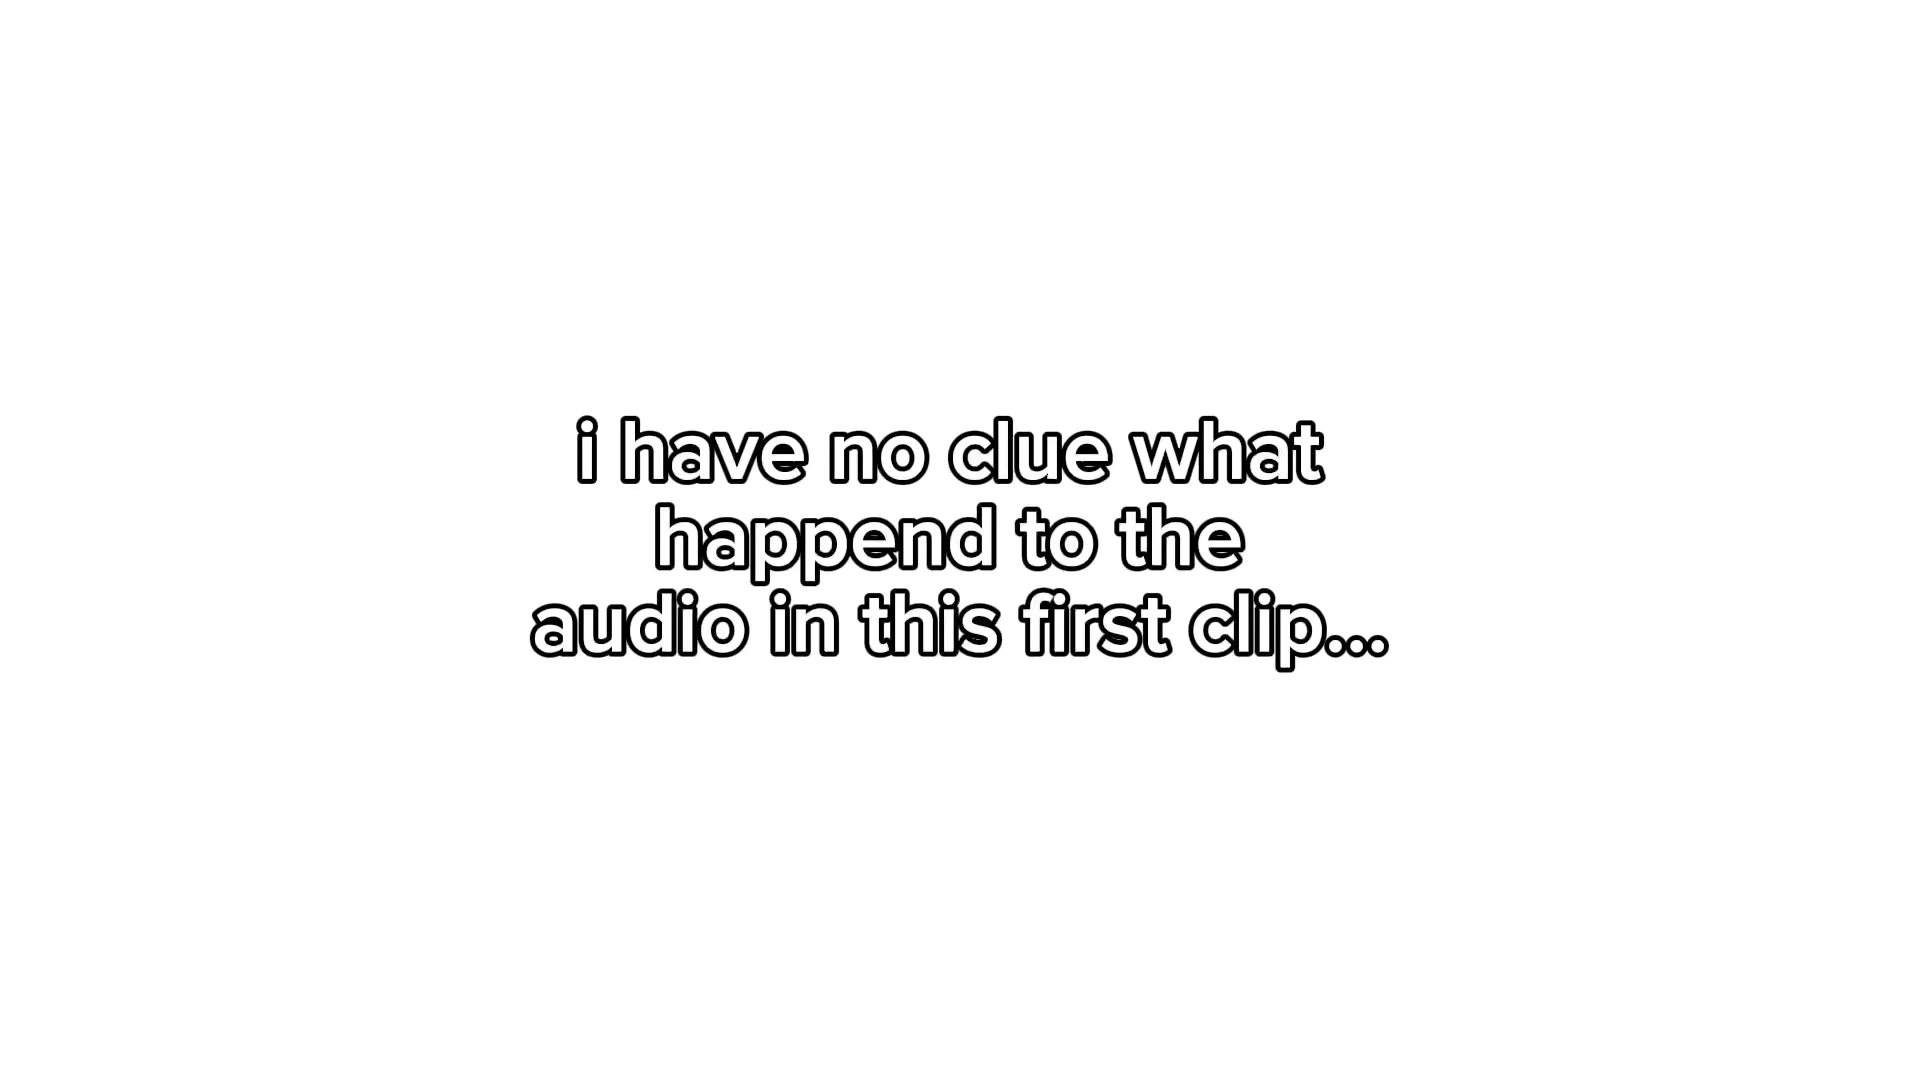 i have no clue what
happend to the
audio in this first clip...